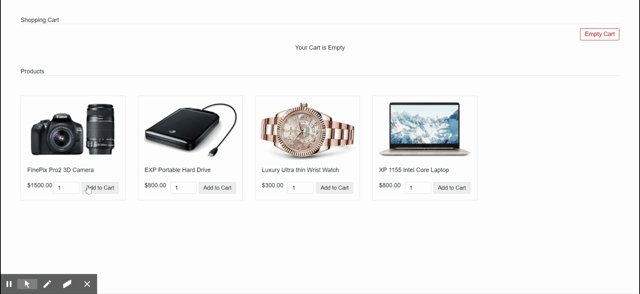 Shopping Cart
Empty Cart
Your Cart is Empty
Products
FinePix Pro2 3D Camera
$1500.00 1 Add to Cart
EXP Portable Hard Drive
$800.00 1 Add to Cart
Luxury Ultra thin Wrist Watch
$300.00 1 Add to Cart
XP 1155 Intel Core Laptop
$800.00 1 Add to Cart